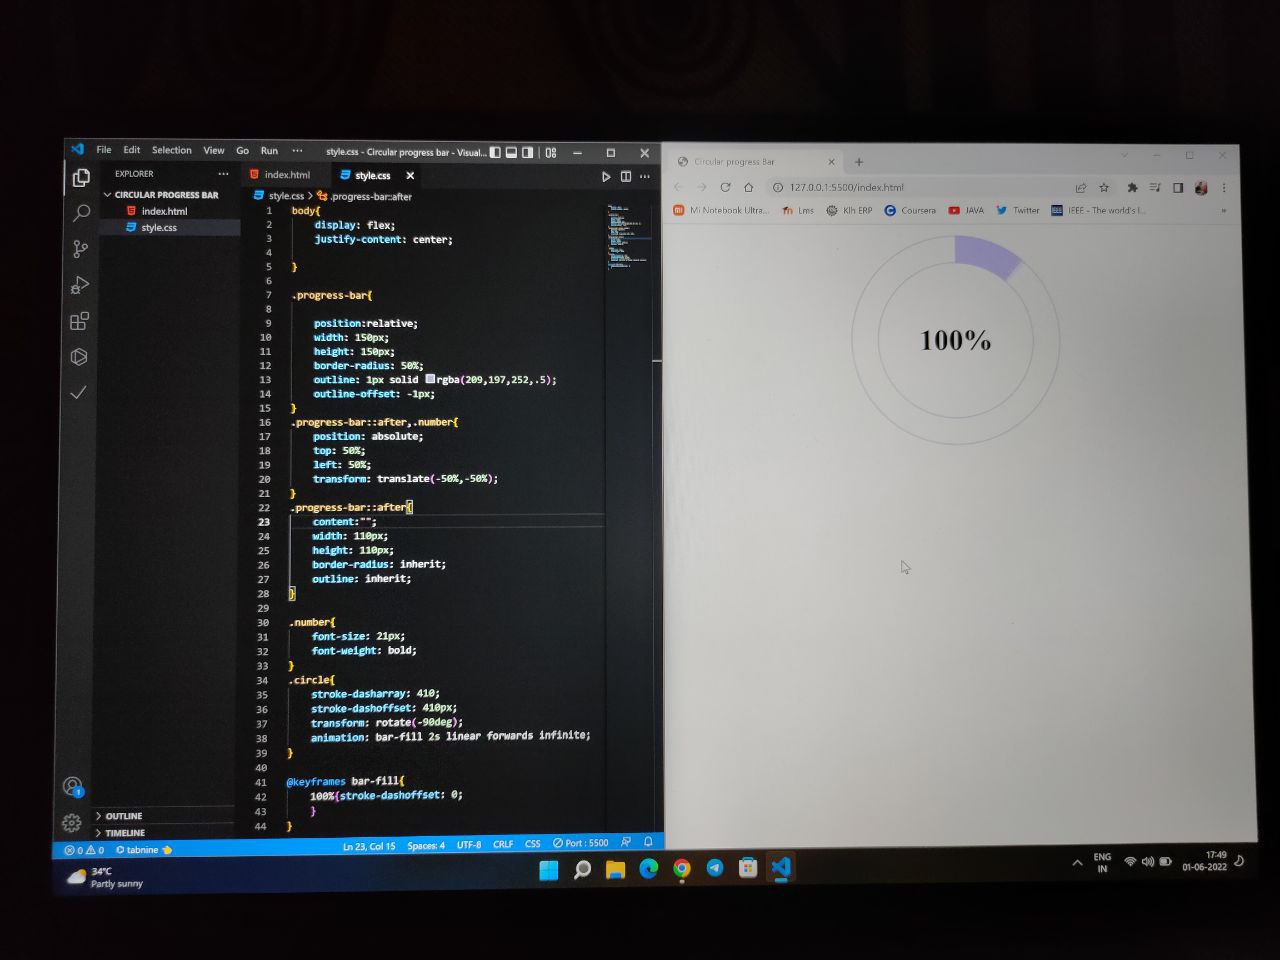 File Edit Selection View Go Run ··· style.css - Circular progress bar - Visual...
EXPLORER ···
CIRCULAR PROGRESS BAR
index.html
style.css
OUTLINE
TIMELINE
index.html style.css
style.css > .progress-bar::after
1 body{
2 display: flex;
3 justify-content: center;
4
5 }
6
7 .progress-bar{
8
9 position:relative;
10 width: 150px;
11 height: 150px;
12 border-radius: 50%;
13 outline: 1px solid rgba(209,197,252,.5);
14 outline-offset: -1px;
15 }
16 .progress-bar::after,.number{
17 position: absolute;
18 top: 50%;
19 left: 50%;
20 transform: translate(-50%,-50%);
21 }
22 .progress-bar::after{
23 content:"";
24 width: 110px;
25 height: 110px;
26 border-radius: inherit;
27 outline: inherit;
28 }
29
30 .number{
31 font-size: 21px;
32 font-weight: bold;
33 }
34 .circle{
35 stroke-dasharray: 410;
36 stroke-dashoffset: 410px;
37 transform: rotate(-90deg);
38 animation: bar-fill 2s linear forwards infinite;
39 }
40
41 @keyframes bar-fill{
42 100%{stroke-dashoffset: 0;
43 }
44 }
1
0 0 tabnine Ln 23, Col 15 Spaces: 4 UTF-8 CRLF CSS Port : 5500
Circular progress Bar
127.0.0.1:5500/index.html
Mi Notebook Ultra... Lms Klh ERP Coursera JAVA Twitter IEEE - The world's l... »
100%
34°C
Partly sunny
ENG
IN
17:49
01-06-2022